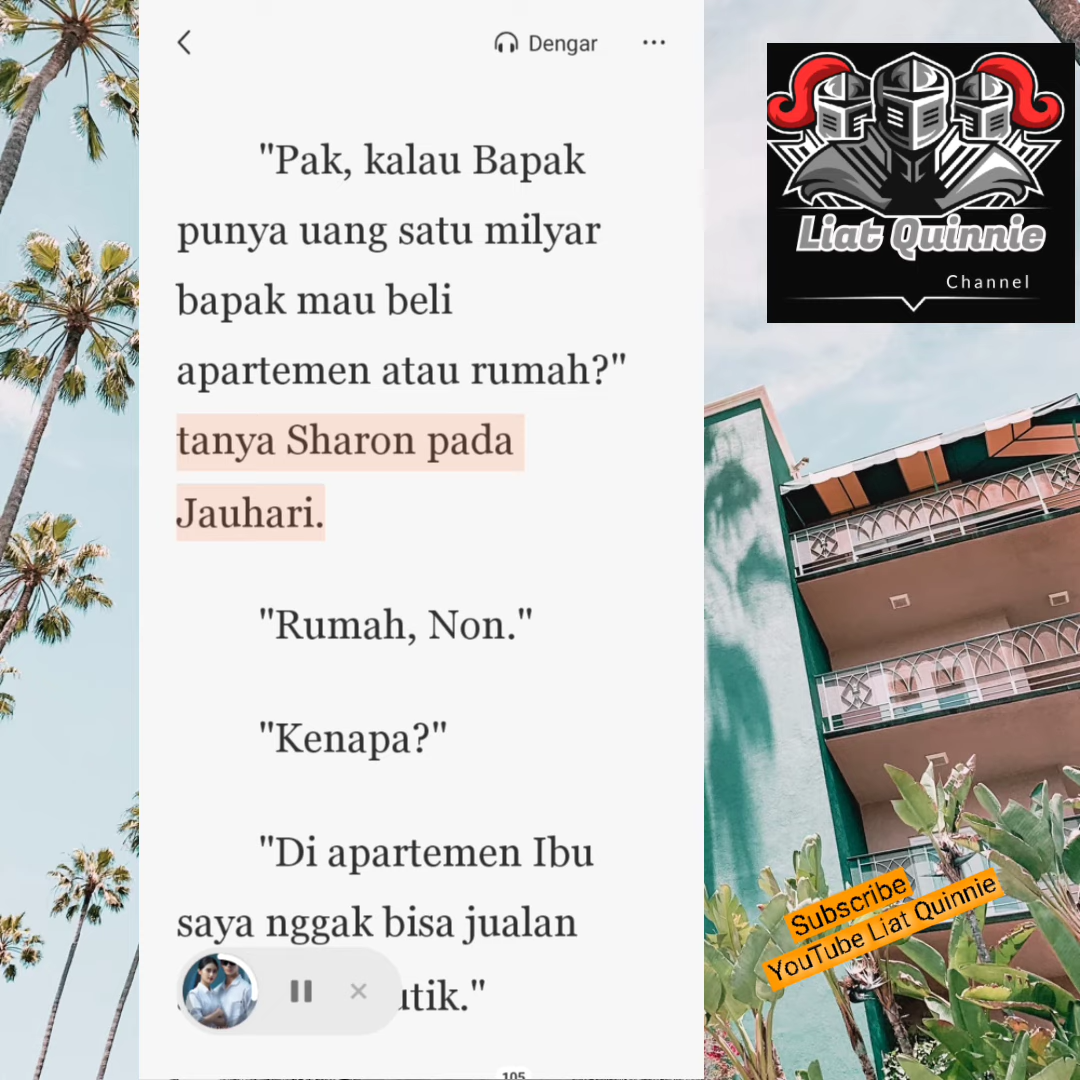 Dengar
"Pak, kalau Bapak
punya uang satu milyar
bapak mau beli
apartemen atau rumah?"
tanya Sharon pada
Jauhari.
"Rumah, Non."
"Kenapa?"
"Di apartemen Ibu
saya nggak bisa jualan
Liat Quinnie
Channel
Subscribe
YouTube Liat Quinnie